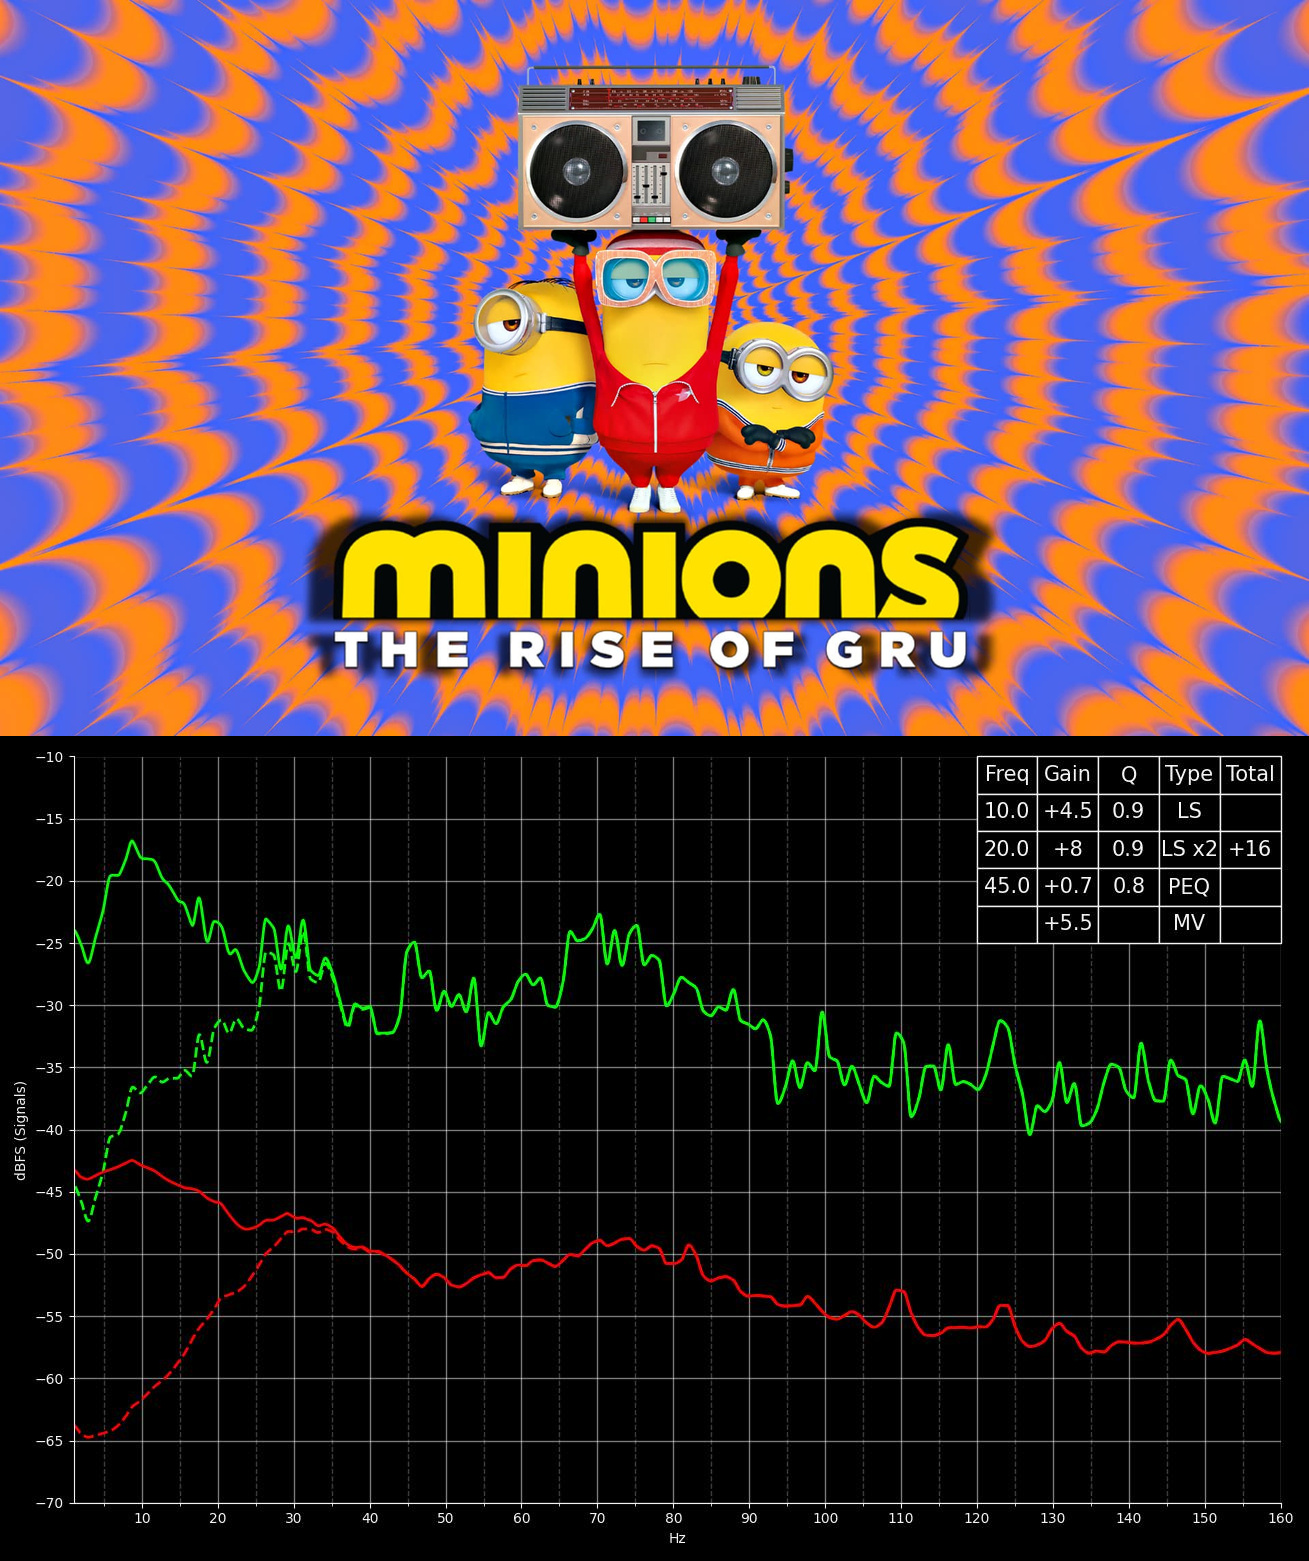 minions
THE RISE OF GRU
Freq Gain Q Type Total
10.0 +4.5 0.9 LS
20.0 +8 0.9 LS x2 +16
45.0 +0.7 0.8 PEQ
+5.5 MV
−10
−15
−20
−25
−30
−35
−40
−45
−50
−55
−60
−65
−70
dBFS (Signals)
10 20 30 40 50 60 70 80 90 100 110 120 130 140 150 160
Hz